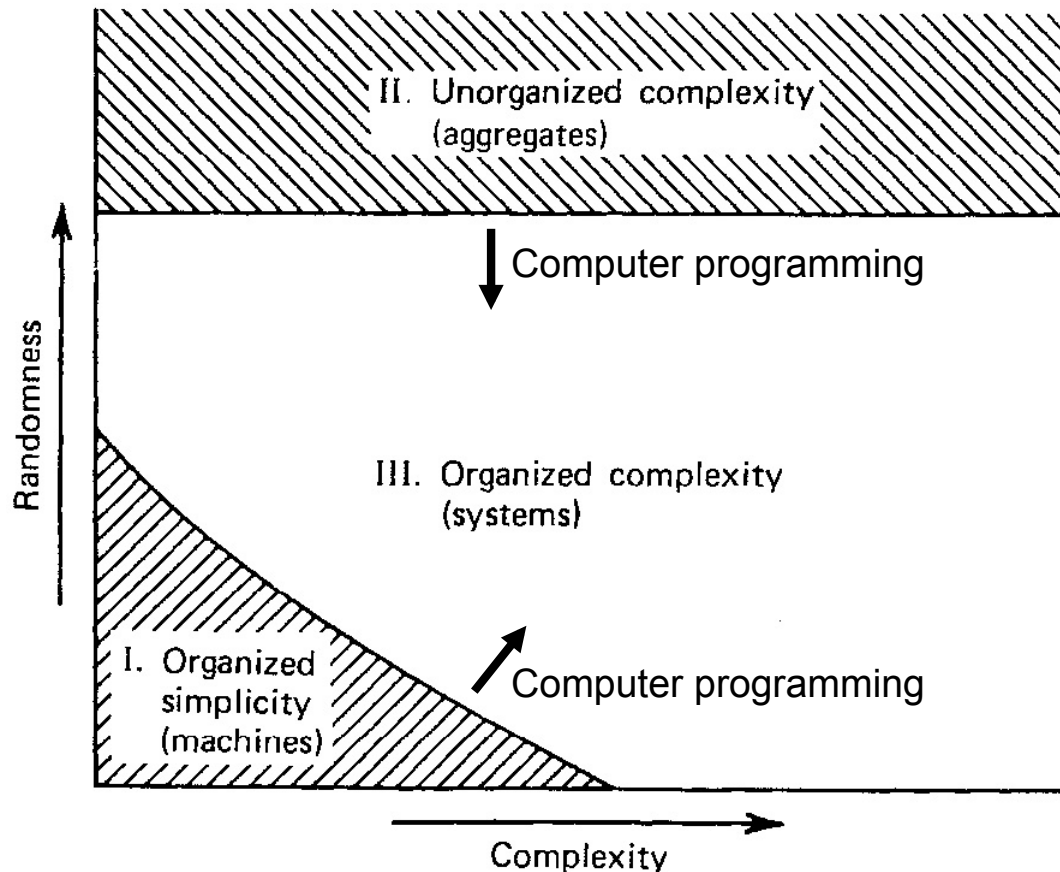 II. Unorganized complexity
(aggregates)
Computer programming
Randomness
III. Organized complexity
(systems)
I. Organized
simplicity
(machines)
Computer programming
Complexity